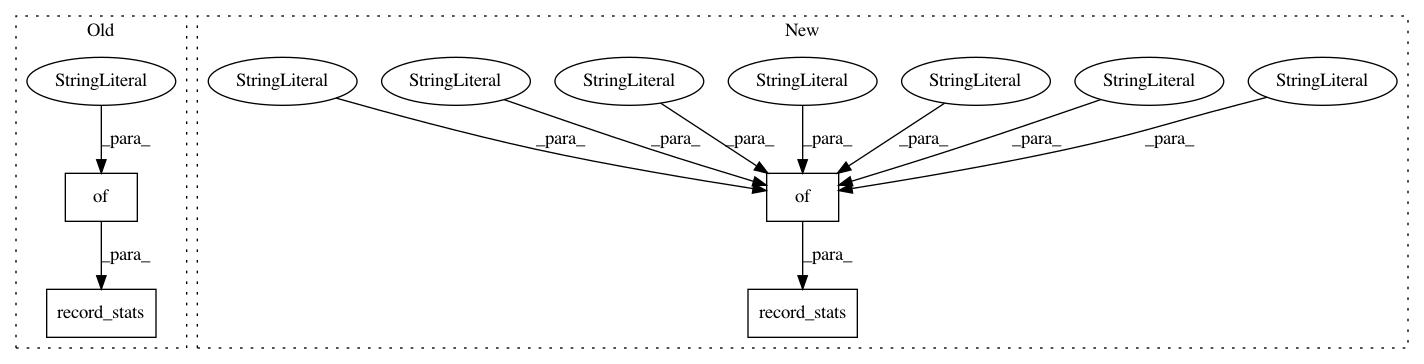 Old
New
StringLiteral
StringLiteral
StringLiteral
StringLiteral
StringLiteral
StringLiteral
StringLiteral
StringLiteral
_para_
_para_
_para_
_para_
_para_
_para_
_para_
_para_
of
of
_para_
_para_
record_stats
record_stats